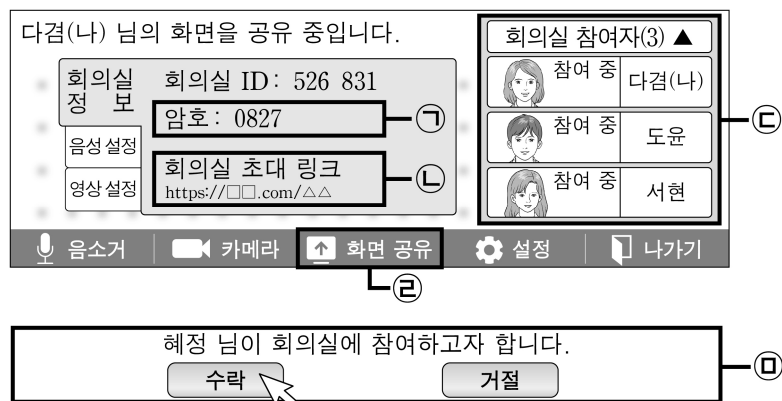 다겸(나) 님의 화면을 공유 중입니다.
회의실 정보
음성 설정
영상 설정
회의실 ID: 526 831
암호: 0827
㉠
회의실 초대 링크
https://□□.com/△△
㉡
회의실 참여자(3) ▲
참여 중 다겸(나)
참여 중 도윤
참여 중 서현
㉢
음소거 카메라 화면 공유 설정 나가기
㉣
혜정 님이 회의실에 참여하고자 합니다.
수락 거절
㉤